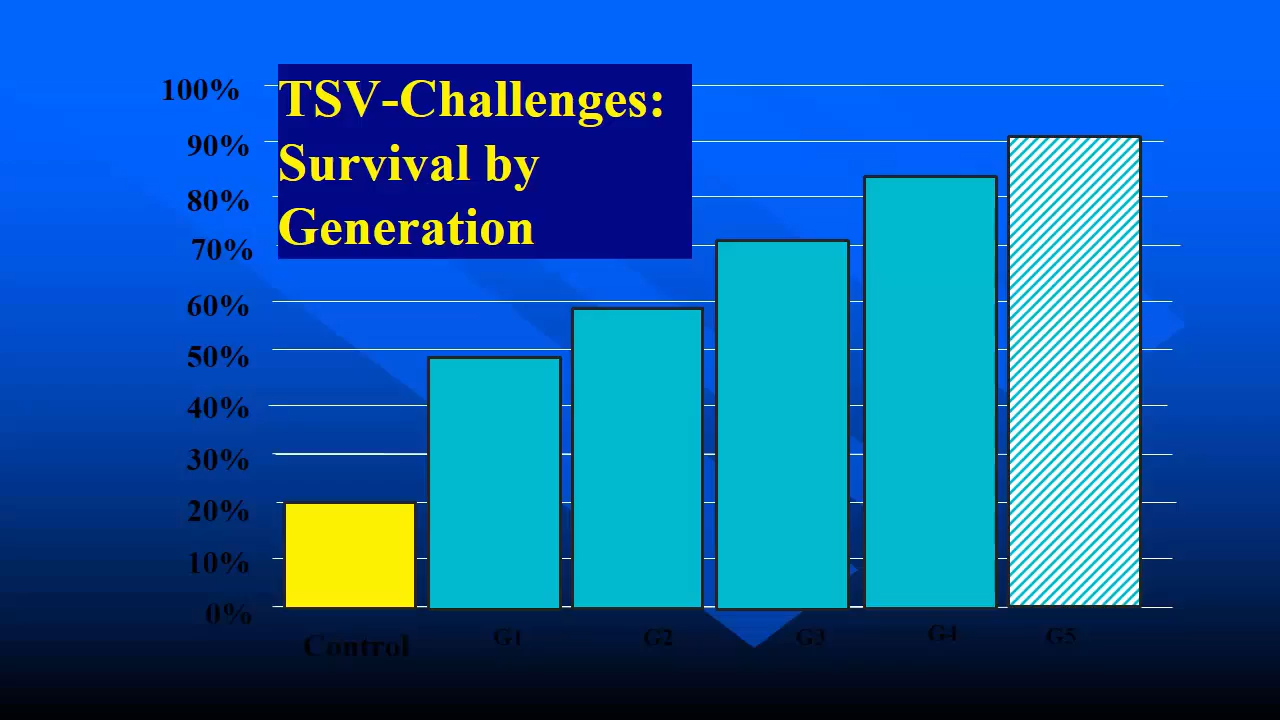 TSV-Challenges:
Survival by
Generation
100%
90%
80%
70%
60%
50%
40%
30%
20%
10%
0%
Control G1 G2 G3 G4 G5